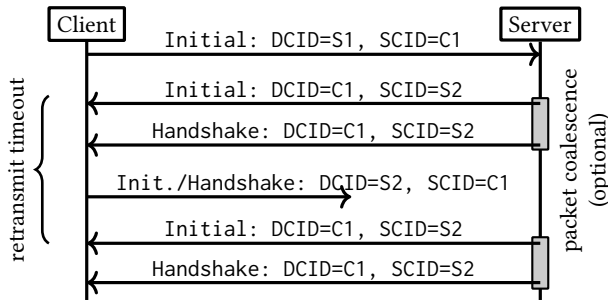 Client
Server
Initial: DCID=S1, SCID=C1
Initial: DCID=C1, SCID=S2
Handshake: DCID=C1, SCID=S2
Init./Handshake: DCID=S2, SCID=C1
Initial: DCID=C1, SCID=S2
Handshake: DCID=C1, SCID=S2
retransmit timeout
packet coalescence
(optional)